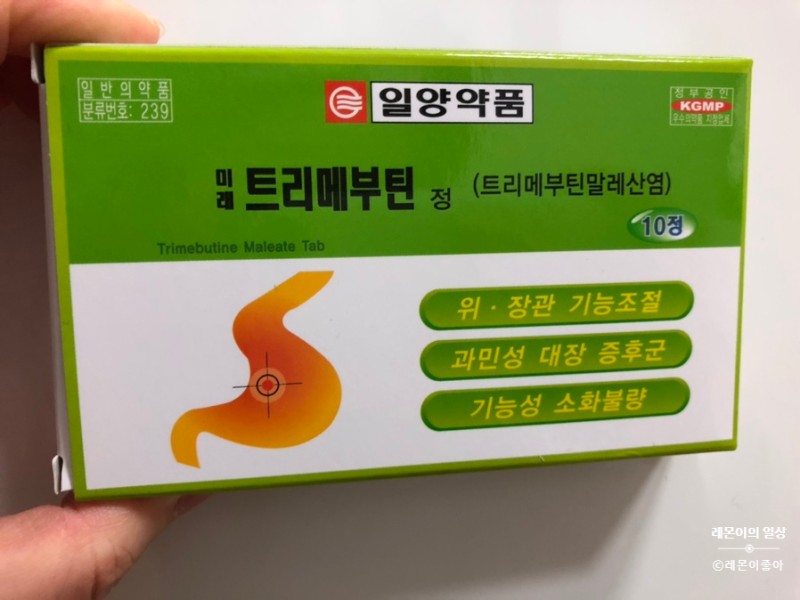 일반의약품
분류번호: 239
일양약품
정부공인
KGMP
우수의약품 지정업체
미래 트리메부틴 정 (트리메부틴말레산염)
10정
Trimebutine Maleate Tab
위·장관 기능조절
과민성 대장 증후군
기능성 소화불량
레몬이의 일상
©레몬이좋아